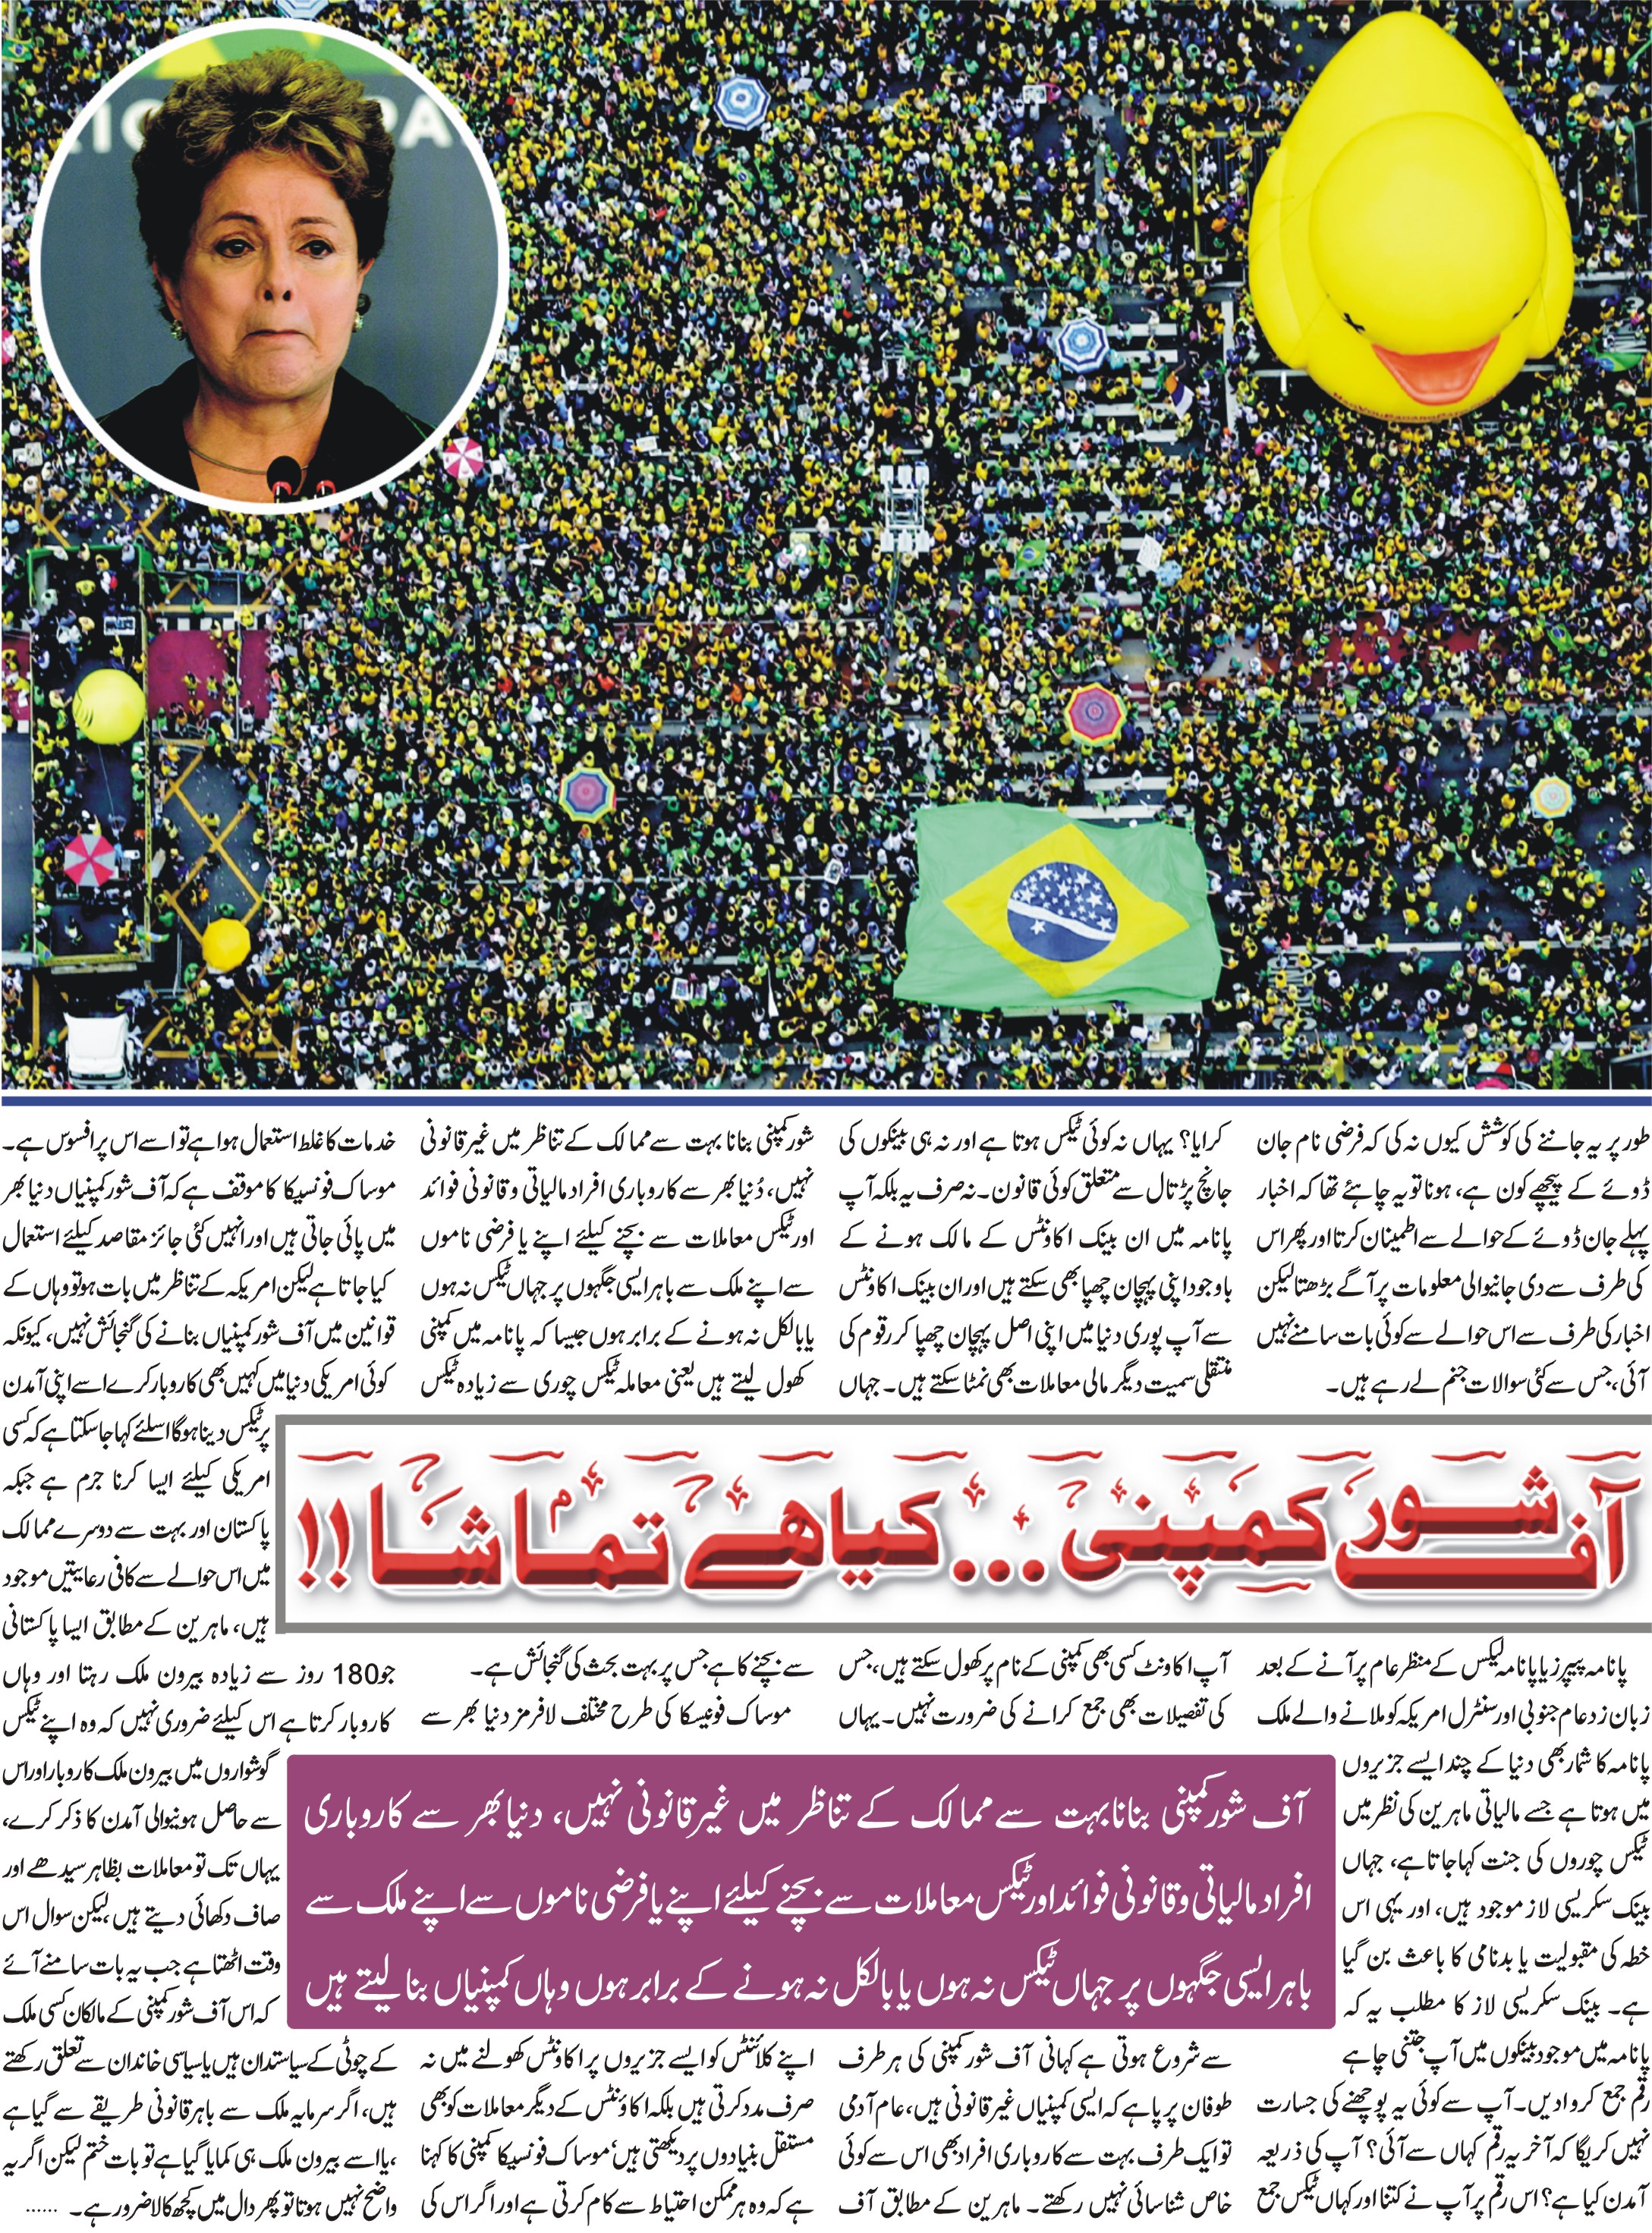 طور پر یہ جاننے کی کوشش کیوں نہ کی کہ فرضی نام جان
ڈوئے کے پیچھے کون ہے، ہونا تو یہ چاہئے تھا کہ اخبار
پہلے جان ڈوئے کے حوالے سے اطمینان کرتا اور پھر اس
کی طرف سے دی جانیوالی معلومات پر آگے بڑھتا لیکن
اخبار کی طرف سے اس حوالے سے کوئی بات سامنے نہیں
آئی، جس سے کئی سوالات جنم لے رہے ہیں۔
آف شور کمپنی ... کیا ہے تماشا!!
پانامہ پیپرز یا پانامہ لیکس کے منظر عام پر آنے کے بعد
زبان زد عام جنوبی اور سنٹرل امریکہ کو ملانے والے ملک
پانامہ کا شمار بھی دنیا کے چند ایسے جزیروں
میں ہوتا ہے جسے مالیاتی ماہرین کی نظر میں
ٹیکس چوروں کی جنت کہا جاتا ہے، جہاں
بینک سکریسی لاز موجود ہیں، اور یہی اس
خطہ کی مقبولیت یا بدنامی کا باعث بن گیا
ہے۔ بینک سکریسی لاز کا مطلب یہ کہ
پانامہ میں موجود بینکوں میں آپ جتنی چاہے
رقم جمع کروادیں۔ آپ سے کوئی یہ پوچھنے کی جسارت
نہیں کریگا کہ آخر یہ رقم کہاں سے آئی؟ آپ کی ذریعہ
آمدن کیا ہے؟ اس رقم پر آپ نے کتنا اور کہاں ٹیکس جمع
کرایا؟ یہاں نہ کوئی ٹیکس ہوتا ہے اور نہ ہی بینکوں کی
جانچ پڑتال سے متعلق کوئی قانون۔ نہ صرف یہ بلکہ آپ
پانامہ میں ان بینک اکاونٹس کے مالک ہونے کے
باوجود اپنی پہچان چھپا بھی سکتے ہیں اور ان بینک اکاونٹس
سے آپ پوری دنیا میں اپنی اصل پہچان چھپا کر رقوم کی
منتقلی سمیت دیگر مالی معاملات بھی نمٹا سکتے ہیں۔ جہاں
آپ اکاونٹ کسی بھی کمپنی کے نام پر کھول سکتے ہیں، جس
کی تفصیلات بھی جمع کرانے کی ضرورت نہیں۔ یہاں
آف شور کمپنی بنانا بہت سے ممالک کے تناظر میں غیر قانونی نہیں، دنیا بھر سے کاروباری
افراد مالیاتی و قانونی فوائد اور ٹیکس معاملات سے بچنے کیلئے اپنے یا فرضی ناموں سے اپنے ملک سے
باہر ایسی جگہوں پر جہاں ٹیکس نہ ہوں یا بالکل نہ ہونے کے برابر ہوں وہاں کمپنیاں بنا لیتے ہیں
سے شروع ہوتی ہے کہانی آف شور کمپنی کی ہر طرف
طوفان برپا ہے کہ ایسی کمپنیاں غیر قانونی ہیں، عام آدمی
تو ایک طرف بہت سے کاروباری افراد بھی اس سے کوئی
خاص شناسائی نہیں رکھتے۔ ماہرین کے مطابق آف
شور کمپنی بنانا بہت سے ممالک کے تناظر میں غیر قانونی
نہیں، دُنیا بھر سے کاروباری افراد مالیاتی و قانونی فوائد
اور ٹیکس معاملات سے بچنے کیلئے اپنے یا فرضی ناموں
سے اپنے ملک سے باہر ایسی جگہوں پر جہاں ٹیکس نہ ہوں
یا بالکل نہ ہونے کے برابر ہوں جیسا کہ پانامہ میں کمپنی
کھول لیتے ہیں یعنی معاملہ ٹیکس چوری سے زیادہ ٹیکس
سے بچنے کا ہے جس پر بہت بحث کی گنجائش ہے۔
موساک فونیسکا کی طرح مختلف لافرمز دنیا بھر سے
اپنے کلائنٹس کو ایسے جزیروں پر اکاونٹس کھولنے میں نہ
صرف مدد کرتی ہیں بلکہ اکاؤنٹس کے دیگر معاملات کو بھی
مستقل بنیادوں پر دیکھتی ہیں‘ موساک فونسیکا کمپنی کا کہنا
ہے کہ وہ ہر ممکن احتیاط سے کام کرتی ہے اور اگر اس کی
خدمات کا غلط استعمال ہوا ہے تو اسے اس پر افسوس ہے۔
موساک فونسیکا کا موقف ہے کہ آف شور کمپنیاں دنیا بھر
میں پائی جاتی ہیں اور انہیں کئی جائز مقاصد کیلئے استعمال
کیا جاتا ہے لیکن امریکہ کے تناظر میں بات ہو تو وہاں کے
قوانین میں آف شور کمپنیاں بنانے کی گنجائش نہیں، کیونکہ
کوئی امریکی دنیا میں کہیں بھی کاروبار کرے اسے اپنی آمدن
پر ٹیکس دینا ہوگا اسلئے کہا جا سکتا ہے کہ کسی
امریکی کیلئے ایسا کرنا جرم ہے جبکہ
پاکستان اور بہت سے دوسرے ممالک
میں اس حوالے سے کافی رعایتیں موجود
ہیں، ماہرین کے مطابق ایسا پاکستانی
جو 180 روز سے زیادہ بیرون ملک رہتا اور وہاں
کاروبار کرتا ہے اس کیلئے ضروری نہیں کہ وہ اپنے ٹیکس
گوشواروں میں بیرون ملک کاروبار اور اس
سے حاصل ہونیوالی آمدن کا ذکر کرے،
یہاں تک تو معاملات بظاہر سیدھے اور
صاف دکھائی دیتے ہیں لیکن سوال اس
وقت اٹھتا ہے جب یہ بات سامنے آئے
کہ اس آف شور کمپنی کے مالکان کسی ملک
کے چوٹی کے سیاستدان ہیں یا سیاسی خاندان سے تعلق رکھتے
ہیں، اگر سرمایہ ملک سے باہر قانونی طریقے سے گیا ہے
،یا اسے بیرون ملک ہی کمایا گیا ہے تو بات ختم لیکن اگر یہ
واضح نہیں ہوتا تو پھر دال میں کچھ کالا ضرور ہے۔ ......